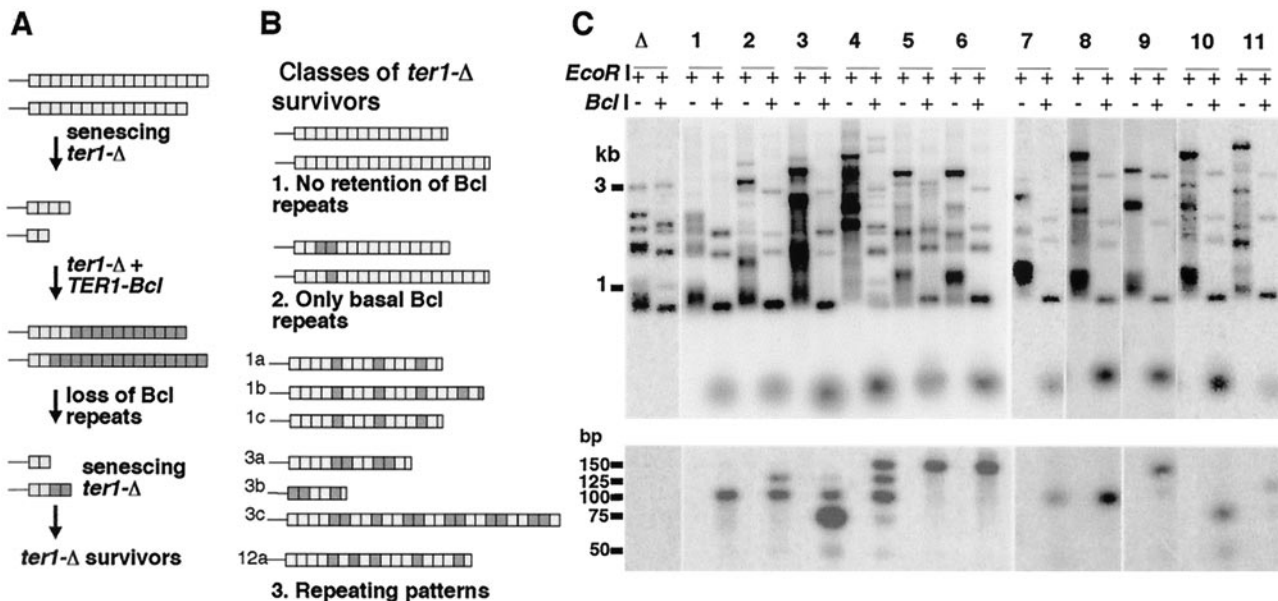 A
senescing
ter1-Δ
ter1-Δ +
TER1-Bcl
loss of Bcl
repeats
senescing
ter1-Δ
ter1-Δ survivors
B
Classes of ter1-Δ
survivors
1. No retention of Bcl
repeats
2. Only basal Bcl
repeats
1a
1b
1c
3a
3b
3c
12a
3. Repeating patterns
C
Δ 1 2 3 4 5 6 7 8 9 10 11
EcoR I + + + + + + + + + + + + + + + + + + + + + + + +
Bcl I - + - + - + - + - + - + - + - + - + - + - + - +
kb
3
1
bp
150
125
100
75
50